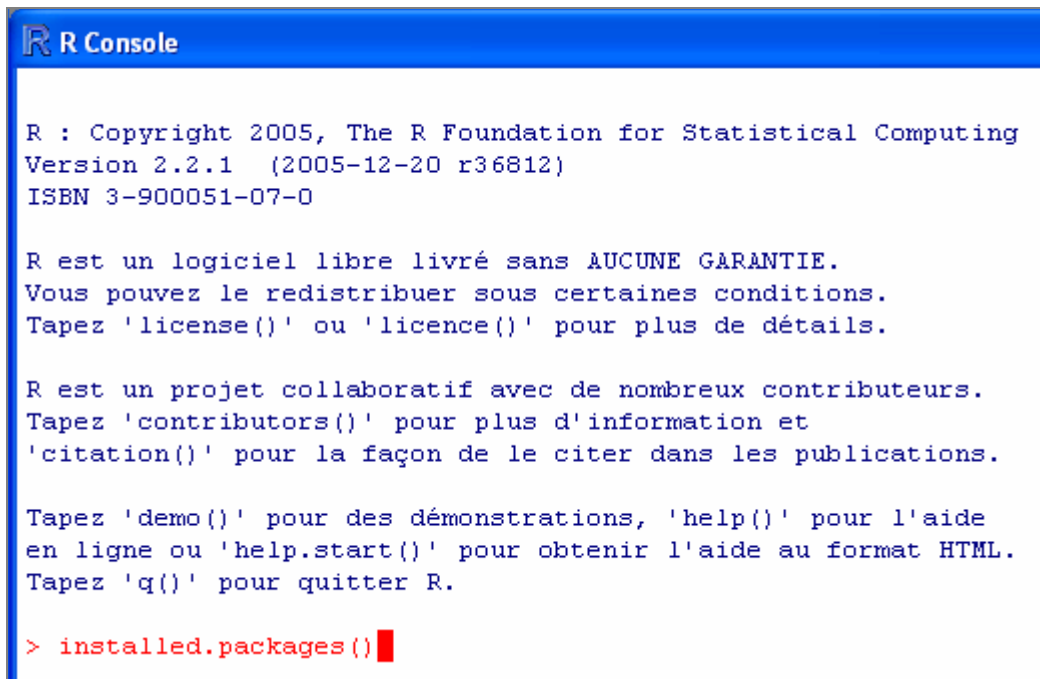 R R Console
R : Copyright 2005, The R Foundation for Statistical Computing
Version 2.2.1  (2005-12-20 r36812)
ISBN 3-900051-07-0
R est un logiciel libre livré sans AUCUNE GARANTIE.
Vous pouvez le redistribuer sous certaines conditions.
Tapez 'license()' ou 'licence()' pour plus de détails.
R est un projet collaboratif avec de nombreux contributeurs.
Tapez 'contributors()' pour plus d'information et
'citation()' pour la façon de le citer dans les publications.
Tapez 'demo()' pour des démonstrations, 'help()' pour l'aide
en ligne ou 'help.start()' pour obtenir l'aide au format HTML.
Tapez 'q()' pour quitter R.
> installed.packages()